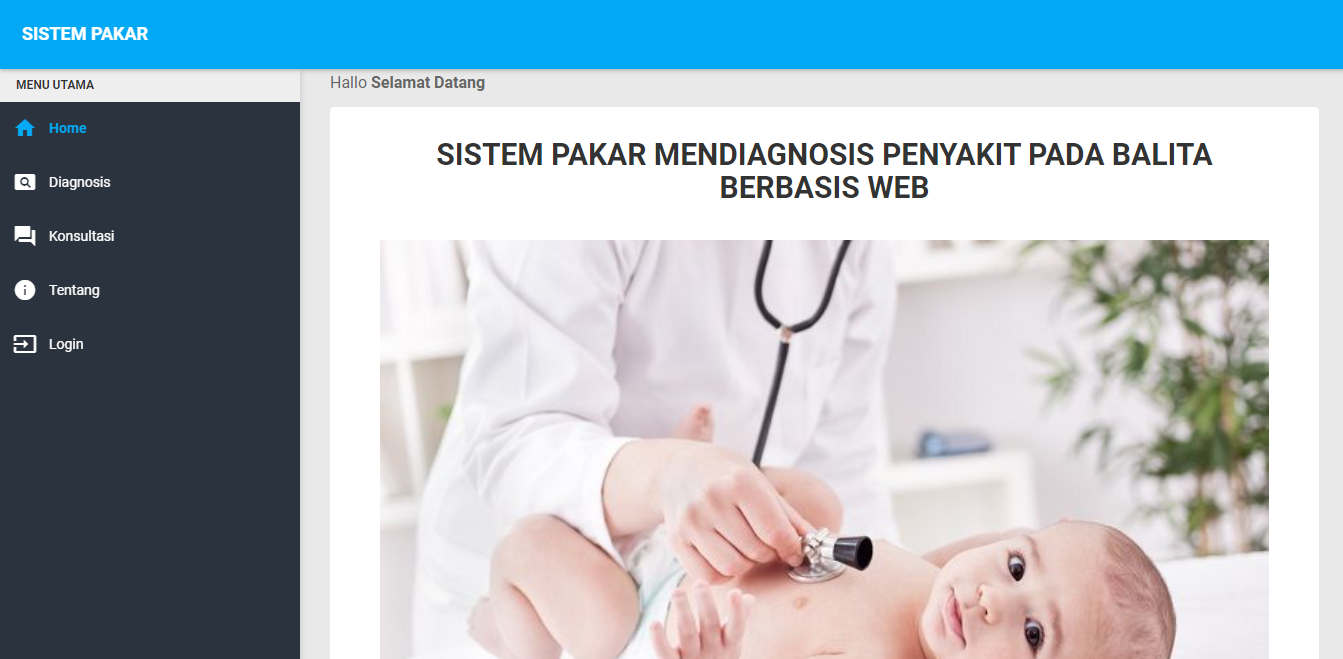 SISTEM PAKAR
MENU UTAMA
Home
Diagnosis
Konsultasi
Tentang
Login
Hallo Selamat Datang
SISTEM PAKAR MENDIAGNOSIS PENYAKIT PADA BALITA
BERBASIS WEB